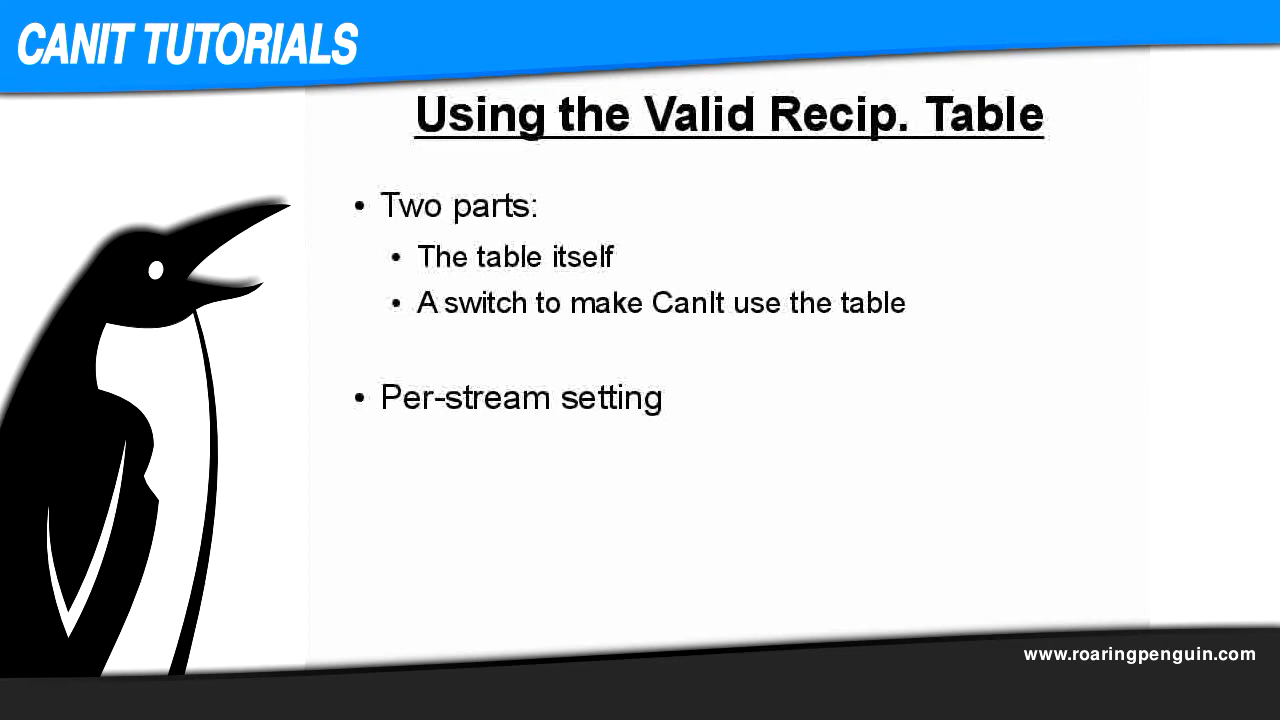 CANIT TUTORIALS
Using the Valid Recip. Table
• Two parts:
• The table itself
• A switch to make CanIt use the table
• Per-stream setting
www.roaringpenguin.com